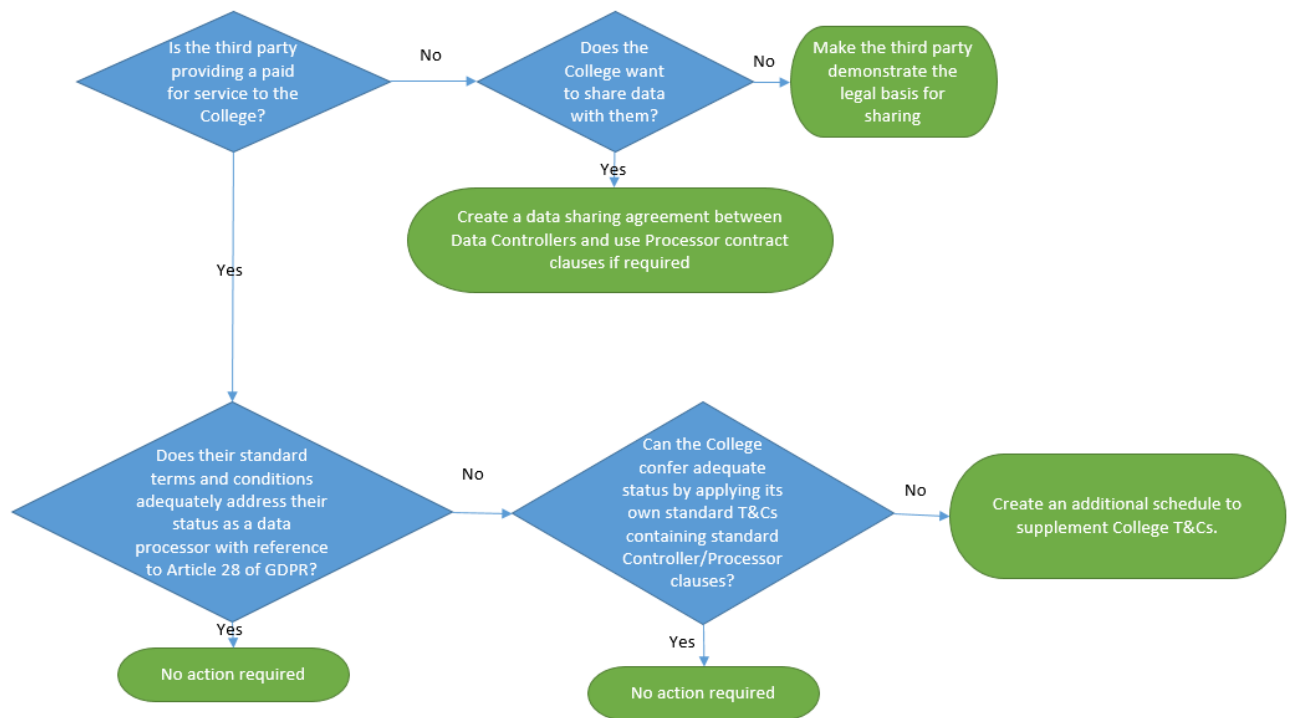 Is the third party
providing a paid
for service to the
College?
No
Does the
College want
to share data
with them?
No
Make the third party
demonstrate the
legal basis for
sharing
Yes
Create a data sharing agreement between
Data Controllers and use Processor contract
clauses if required
Yes
Does their standard
terms and conditions
adequately address their
status as a data
processor with reference
to Article 28 of GDPR?
No
Can the College
confer adequate
status by applying its
own standard T&Cs
containing standard
Controller/Processor
clauses?
No
Create an additional schedule to
supplement College T&Cs.
Yes
No action required
Yes
No action required